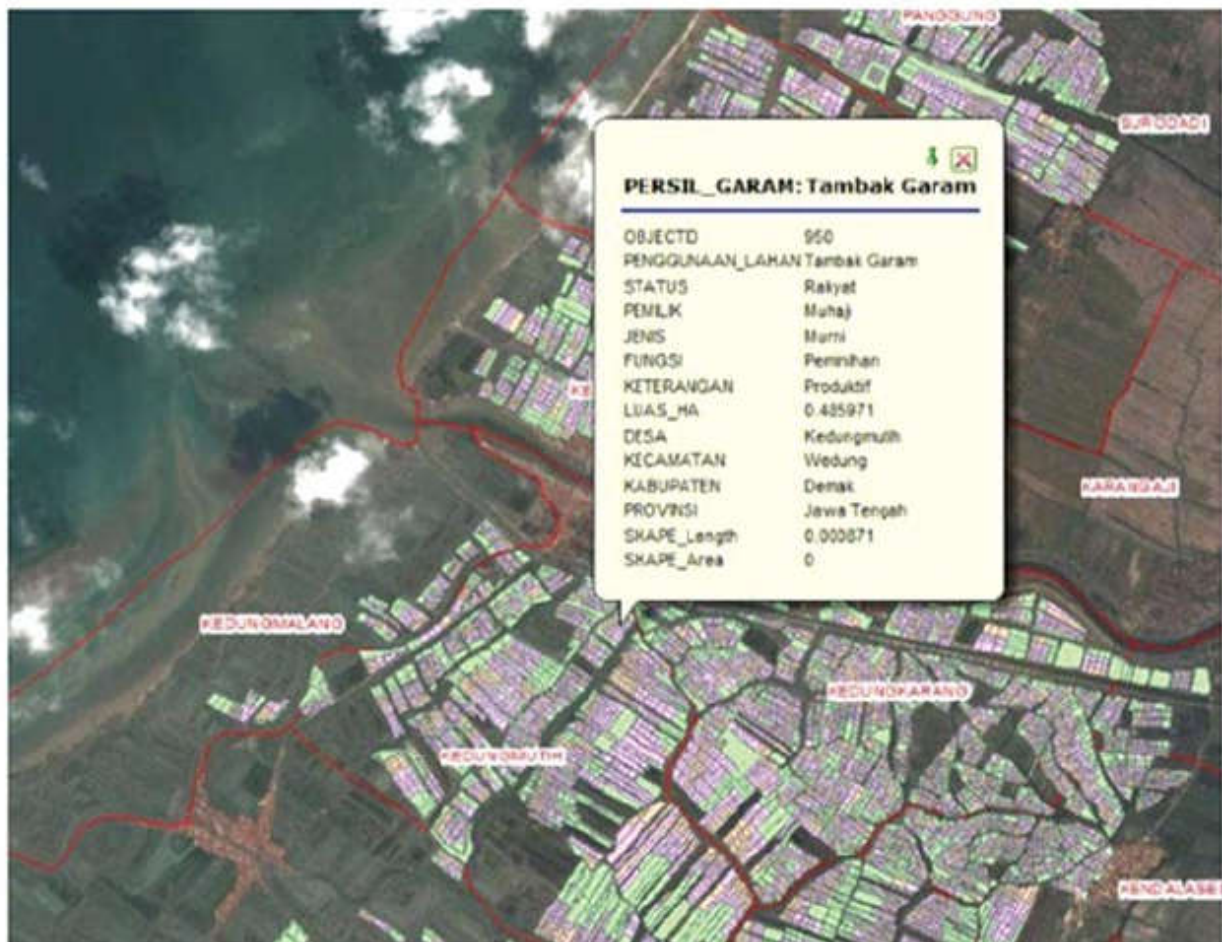 PANGGUNG
SURODADI
PERSIL_GARAM: Tambak Garam
OBJECTD 950
PENGGUNAAN_LAHAN Tambak Garam
STATUS Rakyat
PEMILIK Muhaji
JENIS Murni
FUNGSI Peminihan
KETERANGAN Produktif
LUAS_HA 0.485971
DESA Kedungmutih
KECAMATAN Wedung
KABUPATEN Demak
PROVINSI Jawa Tengah
SHAPE_Length 0.003871
SHAPE_Area 0
KE
KARANGAJI
KEDUNGMALANG
KEDUNGKARANG
KEDUNGMUTIH
KENDALASEM